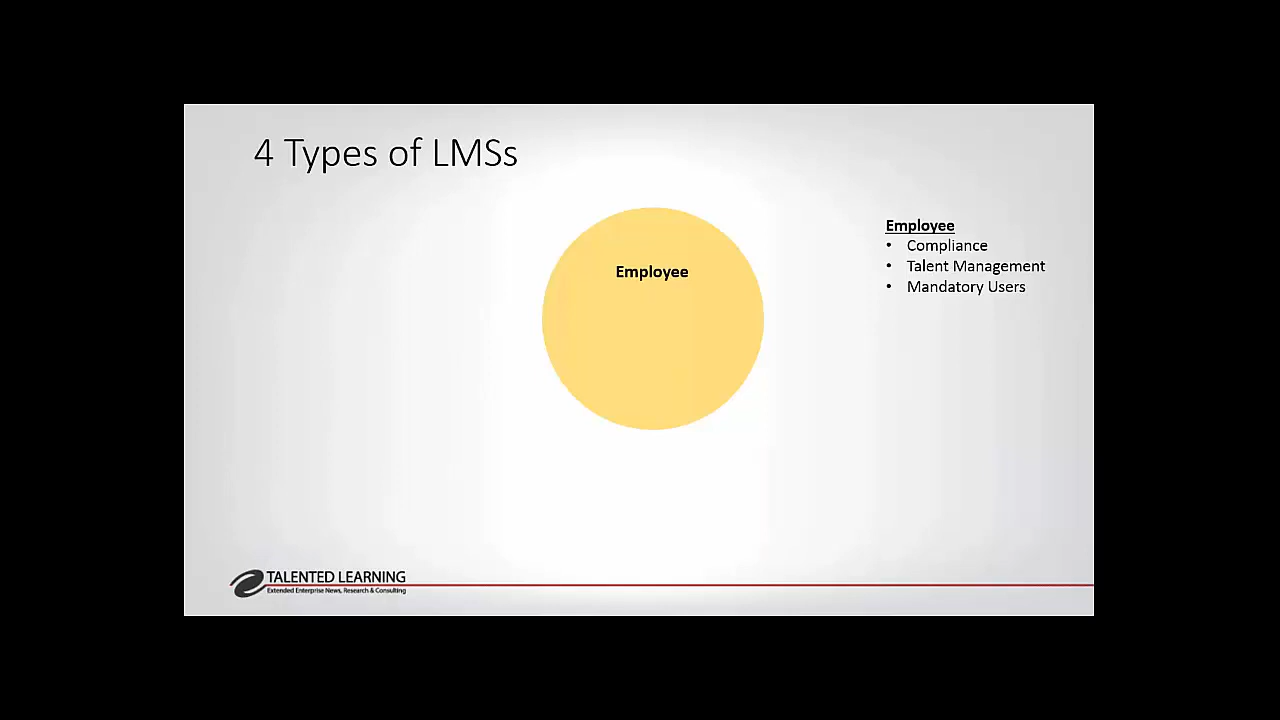 4 Types of LMSs
Employee
Employee
• Compliance
• Talent Management
• Mandatory Users
TALENTED LEARNING
Extended Enterprise News, Research & Consulting